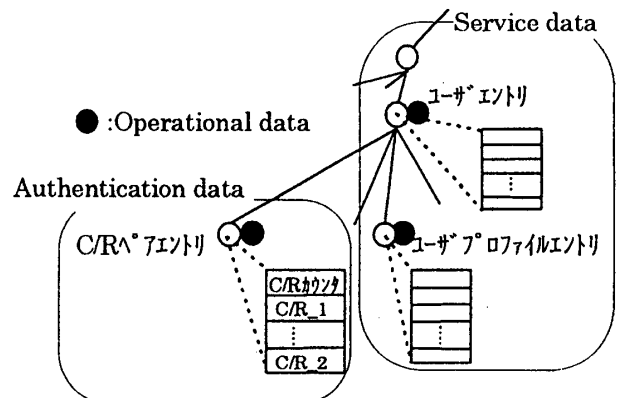 Service data
ﾕｰｻﾞｴﾝﾄﾘ
● :Operational data
Authentication data
C/Rﾍﾟｱｴﾝﾄﾘ
ﾕｰｻﾞﾌﾟﾛﾌｧｲﾙｴﾝﾄﾘ
C/Rｶｳﾝﾀ
C/R_1
C/R_2